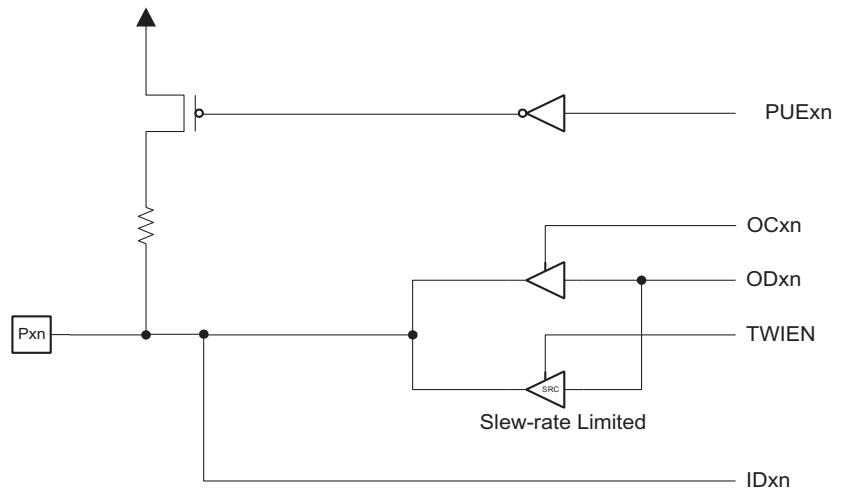 PUExn
OCxn
ODxn
Pxn
TWIEN
SRC
Slew-rate Limited
IDxn